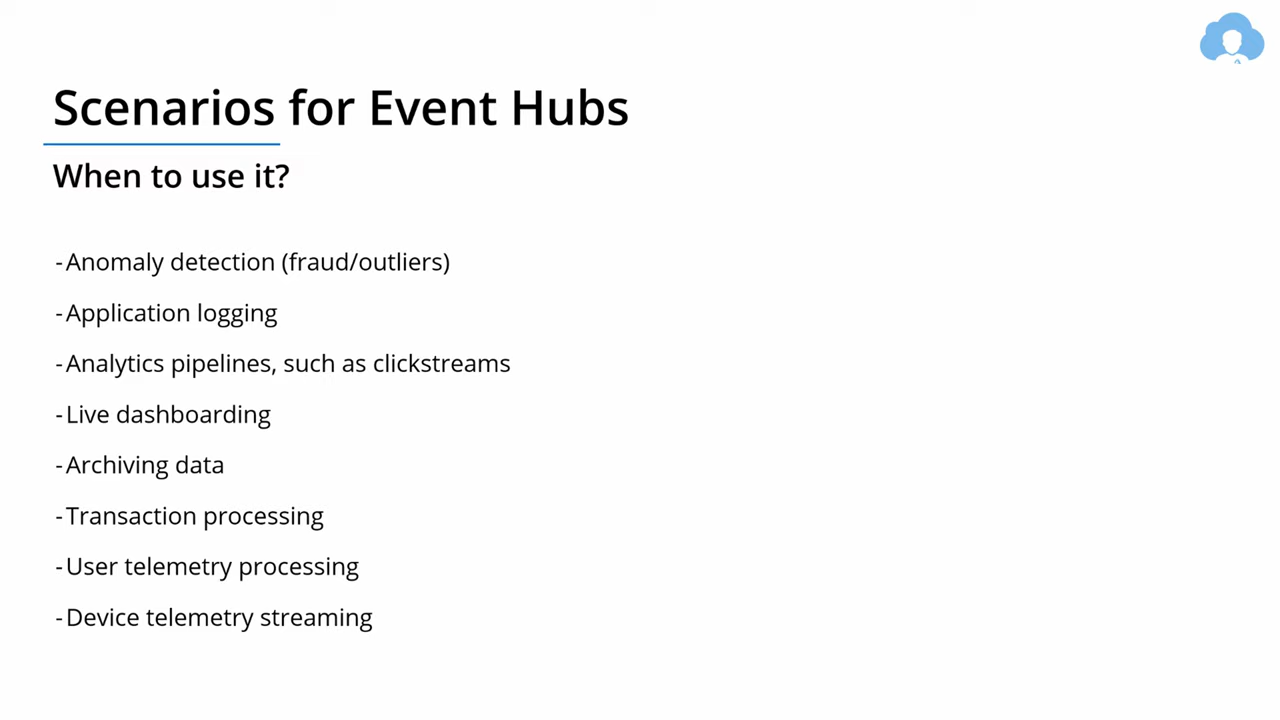 Scenarios for Event Hubs
When to use it?
-Anomaly detection (fraud/outliers)
-Application logging
-Analytics pipelines, such as clickstreams
-Live dashboarding
-Archiving data
-Transaction processing
-User telemetry processing
-Device telemetry streaming